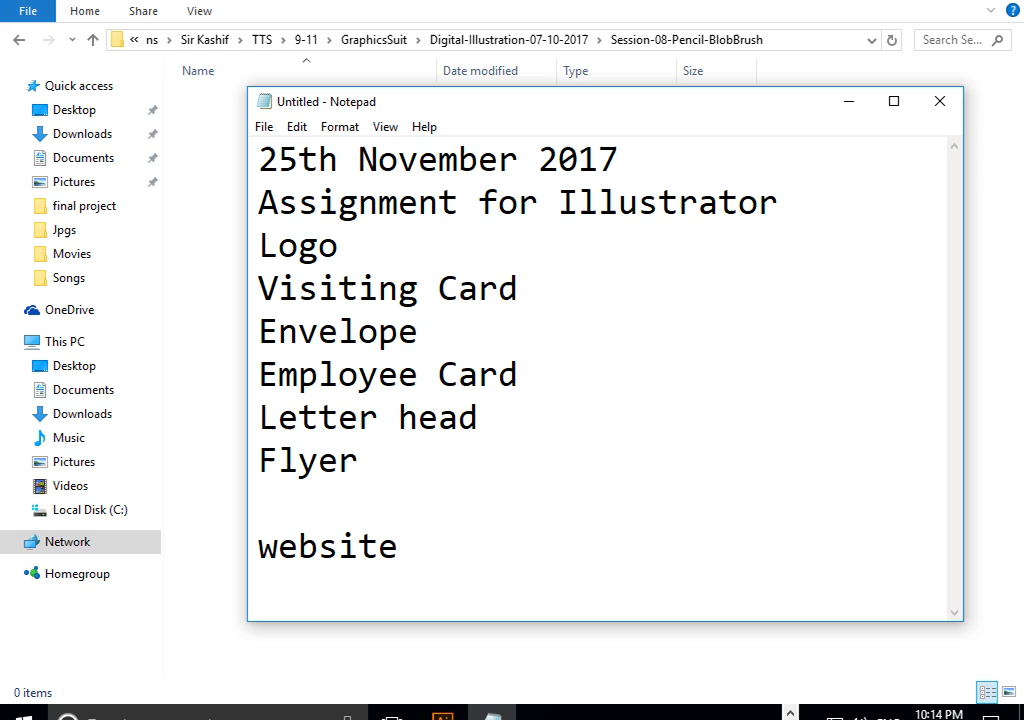 File Home Share View
« ns > Sir Kashif > TTS > 9-11 > GraphicsSuit > Digital-Illustration-07-10-2017 > Session-08-Pencil-BlobBrush Search Se...
Name Date modified Type Size
Quick access
Desktop
Downloads
Documents
Pictures
final project
Jpgs
Movies
Songs
OneDrive
This PC
Desktop
Documents
Downloads
Music
Pictures
Videos
Local Disk (C:)
Network
Homegroup
Untitled - Notepad
File Edit Format View Help
25th November 2017
Assignment for Illustrator
Logo
Visiting Card
Envelope
Employee Card
Letter head
Flyer
website
0 items
10:14 PM